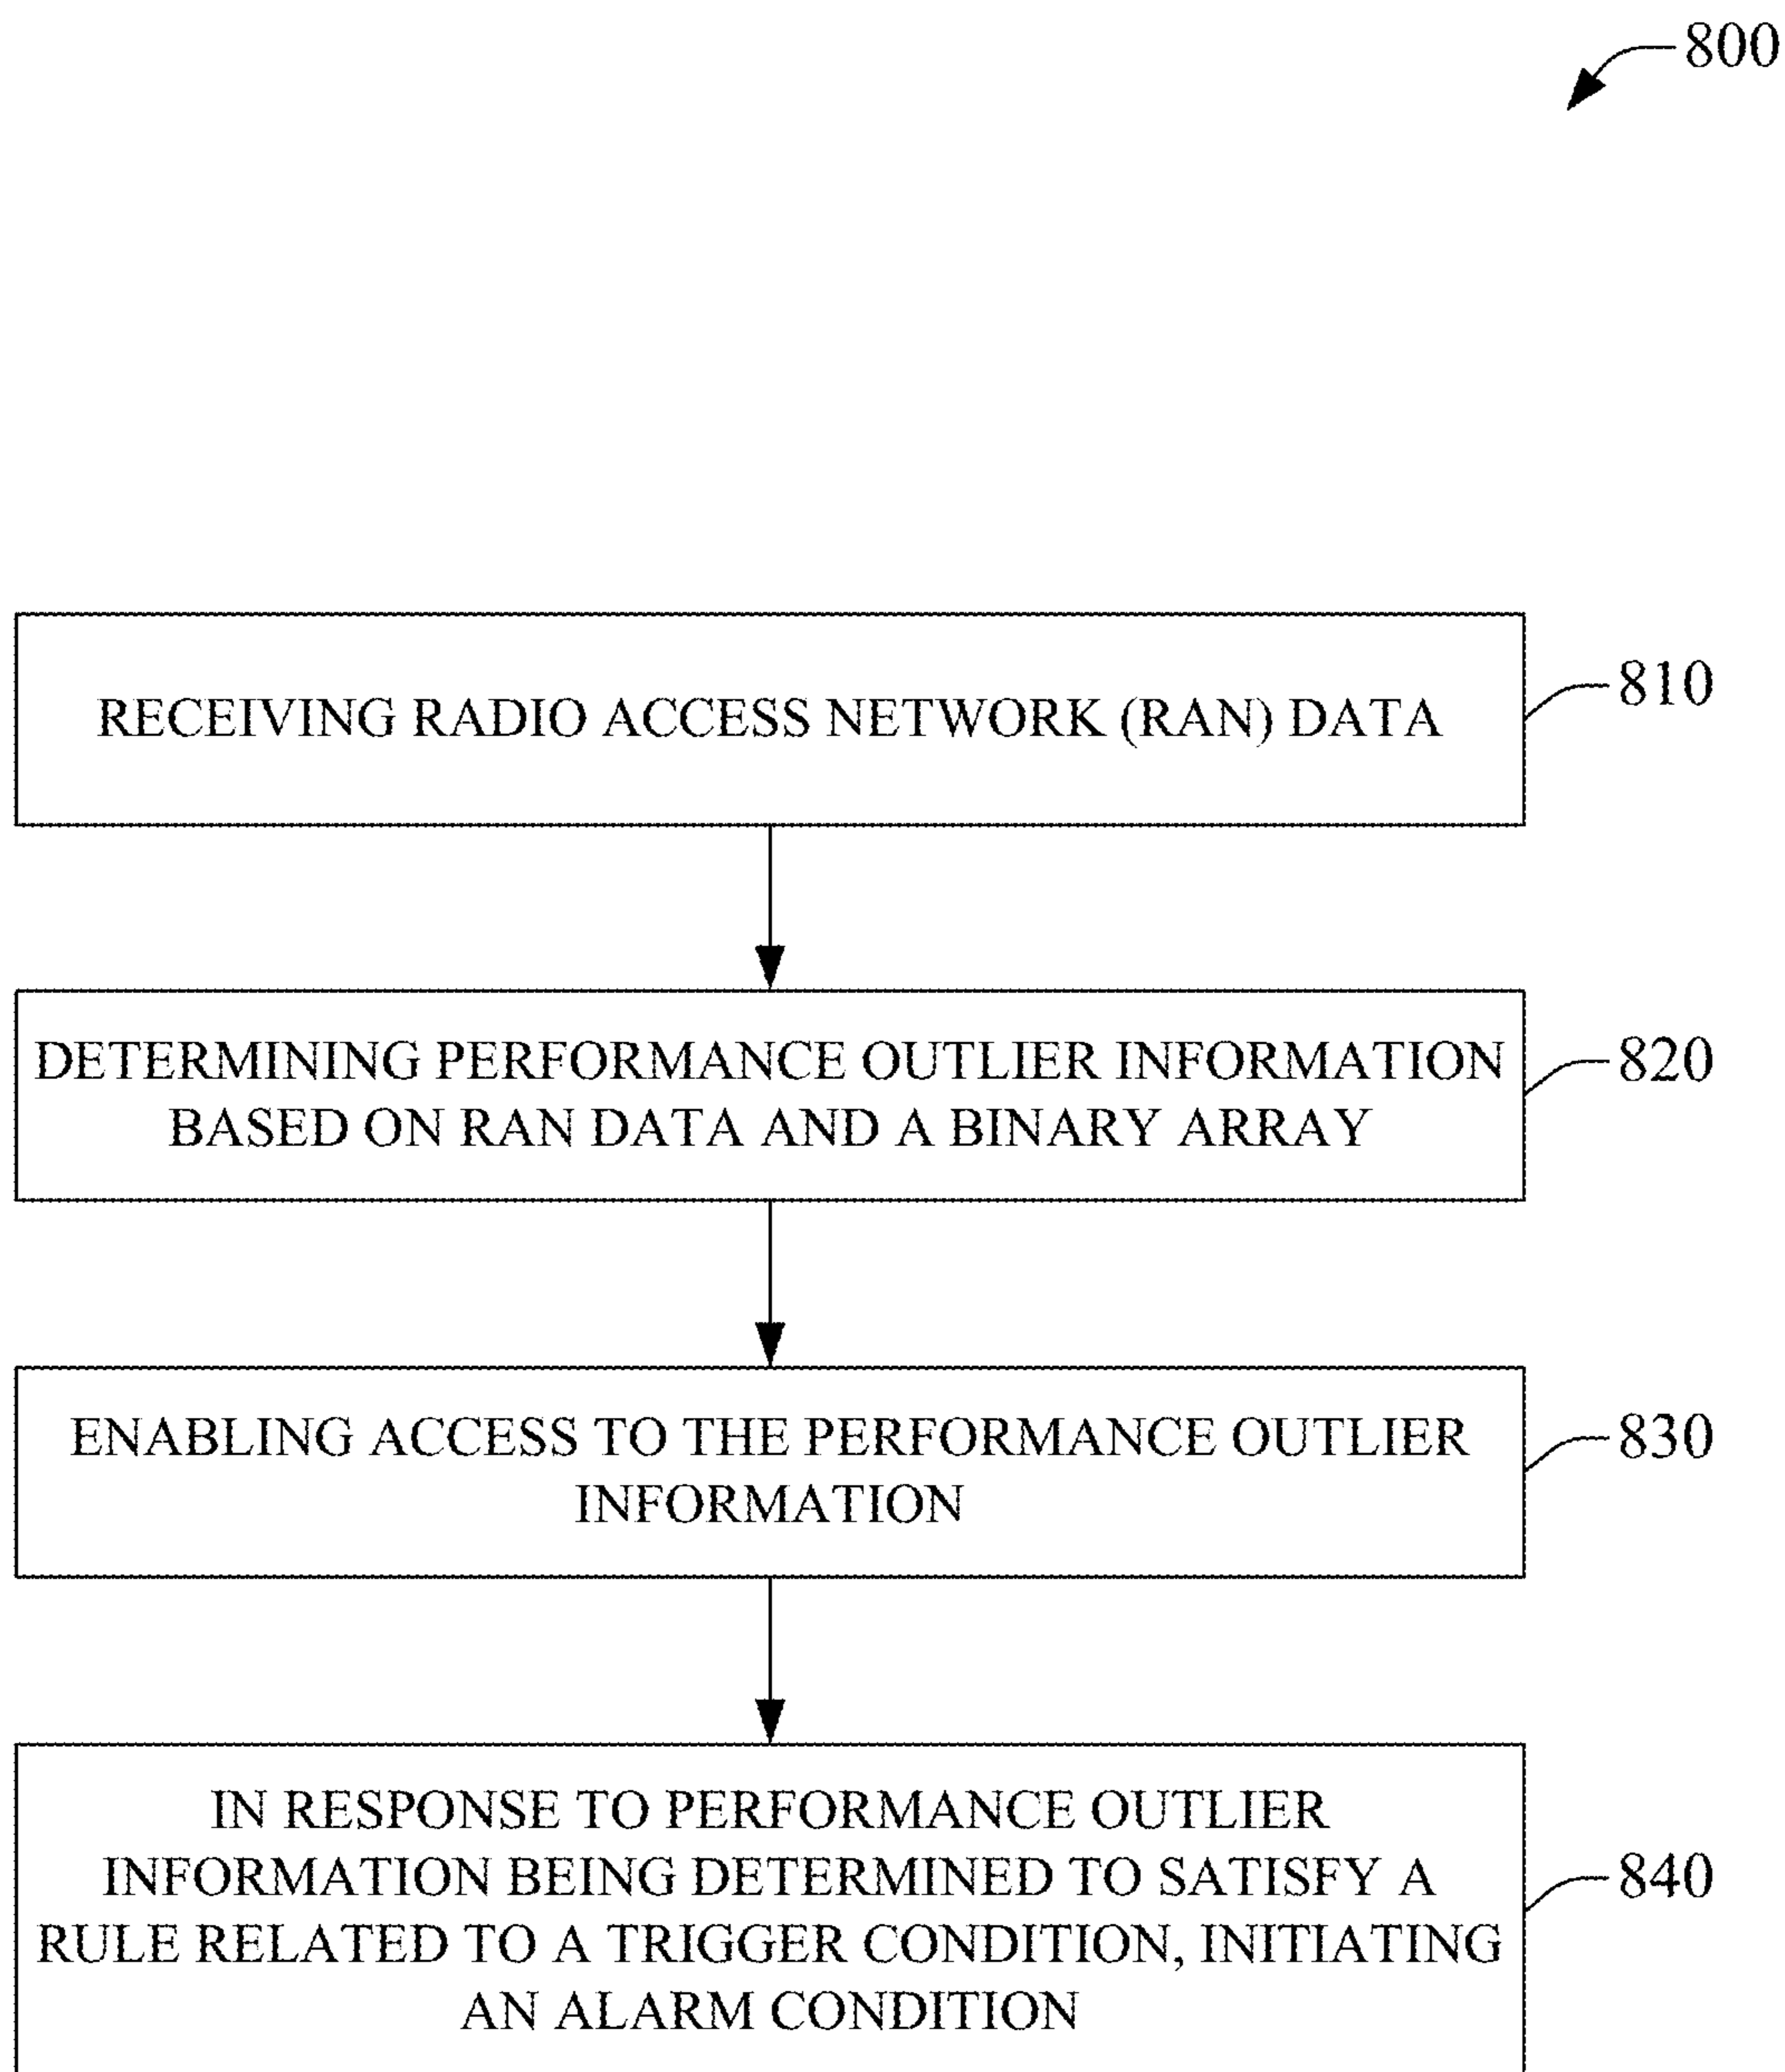 800
RECEIVING RADIO ACCESS NETWORK (RAN) DATA
810
DETERMINING PERFORMANCE OUTLIER INFORMATION
BASED ON RAN DATA AND A BINARY ARRAY
820
ENABLING ACCESS TO THE PERFORMANCE OUTLIER
INFORMATION
830
IN RESPONSE TO PERFORMANCE OUTLIER
INFORMATION BEING DETERMINED TO SATISFY A
RULE RELATED TO A TRIGGER CONDITION, INITIATING
AN ALARM CONDITION
840